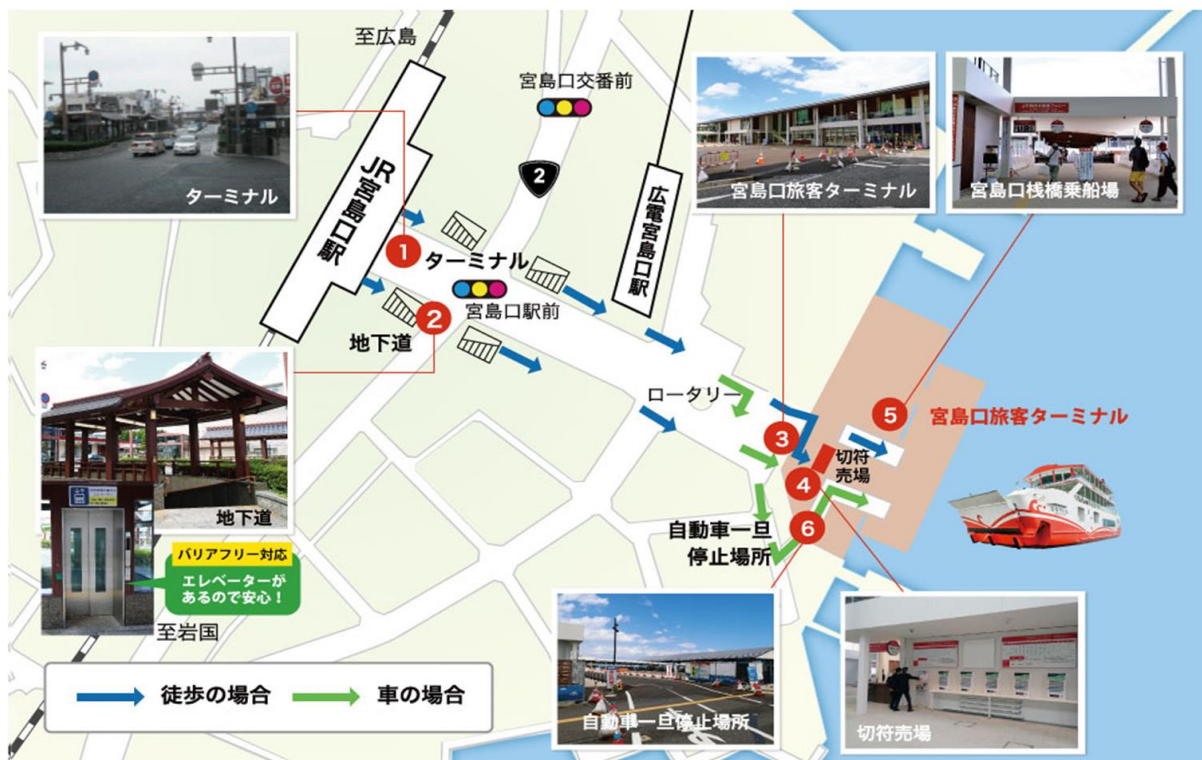 至広島
宮島口交番前
2
ターミナル
宮島口旅客ターミナル
宮島口桟橋乗船場
JR宮島口駅
広電宮島口駅
1
ターミナル
宮島口駅前
2
地下道
ロータリー
5
宮島口旅客ターミナル
3
切符
売場
4
自動車一旦
停止場所
6
地下道
バリアフリー対応
エレベーターが
あるので安心!
至岩国
徒歩の場合
車の場合
自動車一旦停止場所
切符売場